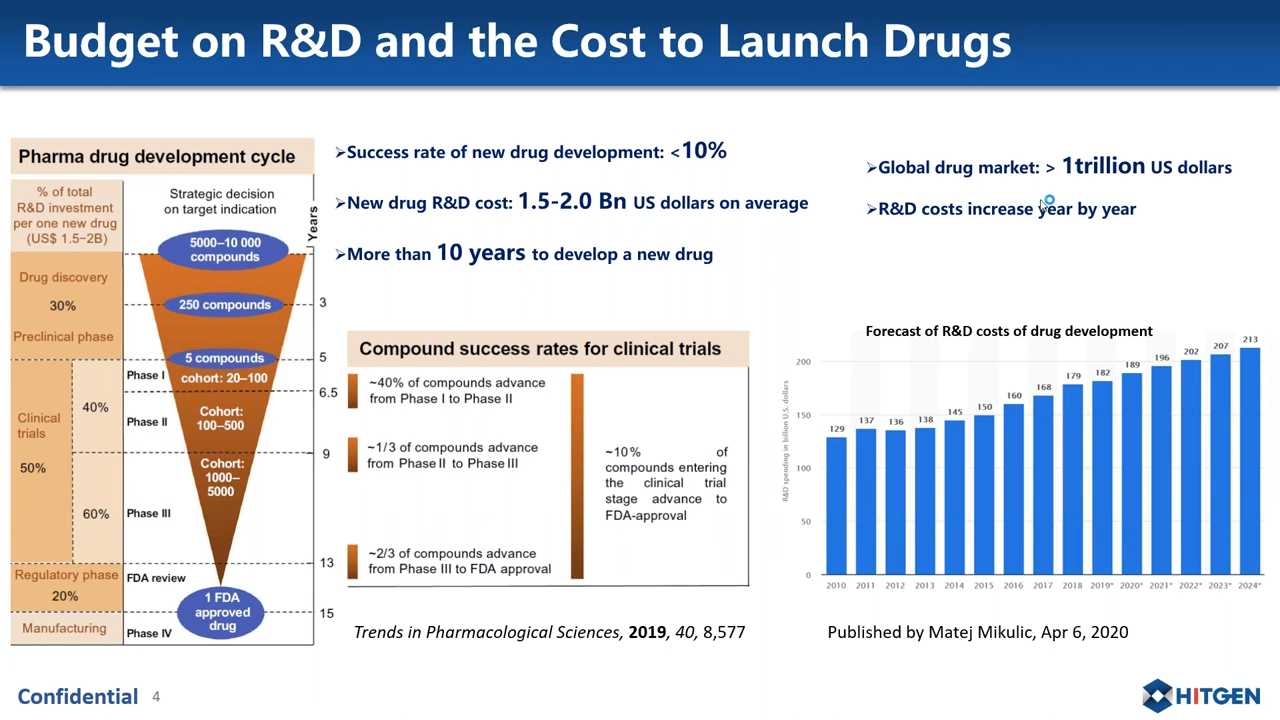 Budget on R&D and the Cost to Launch Drugs
Pharma drug development cycle
% of total
R&D investment
per one new drug
(US$ 1.5–2B)
Strategic decision
on target indication
Years
5000–10 000
compounds
Drug discovery
30%
250 compounds
3
Preclinical phase
5 compounds
5
Phase I
cohort: 20–100
6.5
40%
Cohort:
100–500
Phase II
Clinical
trials
50%
9
Cohort:
1000–
5000
60%
Phase III
13
Regulatory phase
20%
FDA review
1 FDA
approved
drug
15
Manufacturing
Phase IV
➢Success rate of new drug development: <10%
➢New drug R&D cost: 1.5-2.0 Bn US dollars on average
➢More than 10 years to develop a new drug
➢Global drug market: > 1trillion US dollars
➢R&D costs increase year by year
Compound success rates for clinical trials
~40% of compounds advance
from Phase I to Phase II
~1/3 of compounds advance
from Phase II to Phase III
~2/3 of compounds advance
from Phase III to FDA approval
~10% of
compounds entering
the clinical trial
stage advance to
FDA-approval
Trends in Pharmacological Sciences, 2019, 40, 8,577
Forecast of R&D costs of drug development
R&D spending in billion U.S. dollars
200
150
100
50
0
129 137 136 138 145 150 160 168 179 182 189 196 202 207 213
2010 2011 2012 2013 2014 2015 2016 2017 2018 2019* 2020* 2021* 2022* 2023* 2024*
Published by Matej Mikulic, Apr 6, 2020
Confidential 4
HITGEN